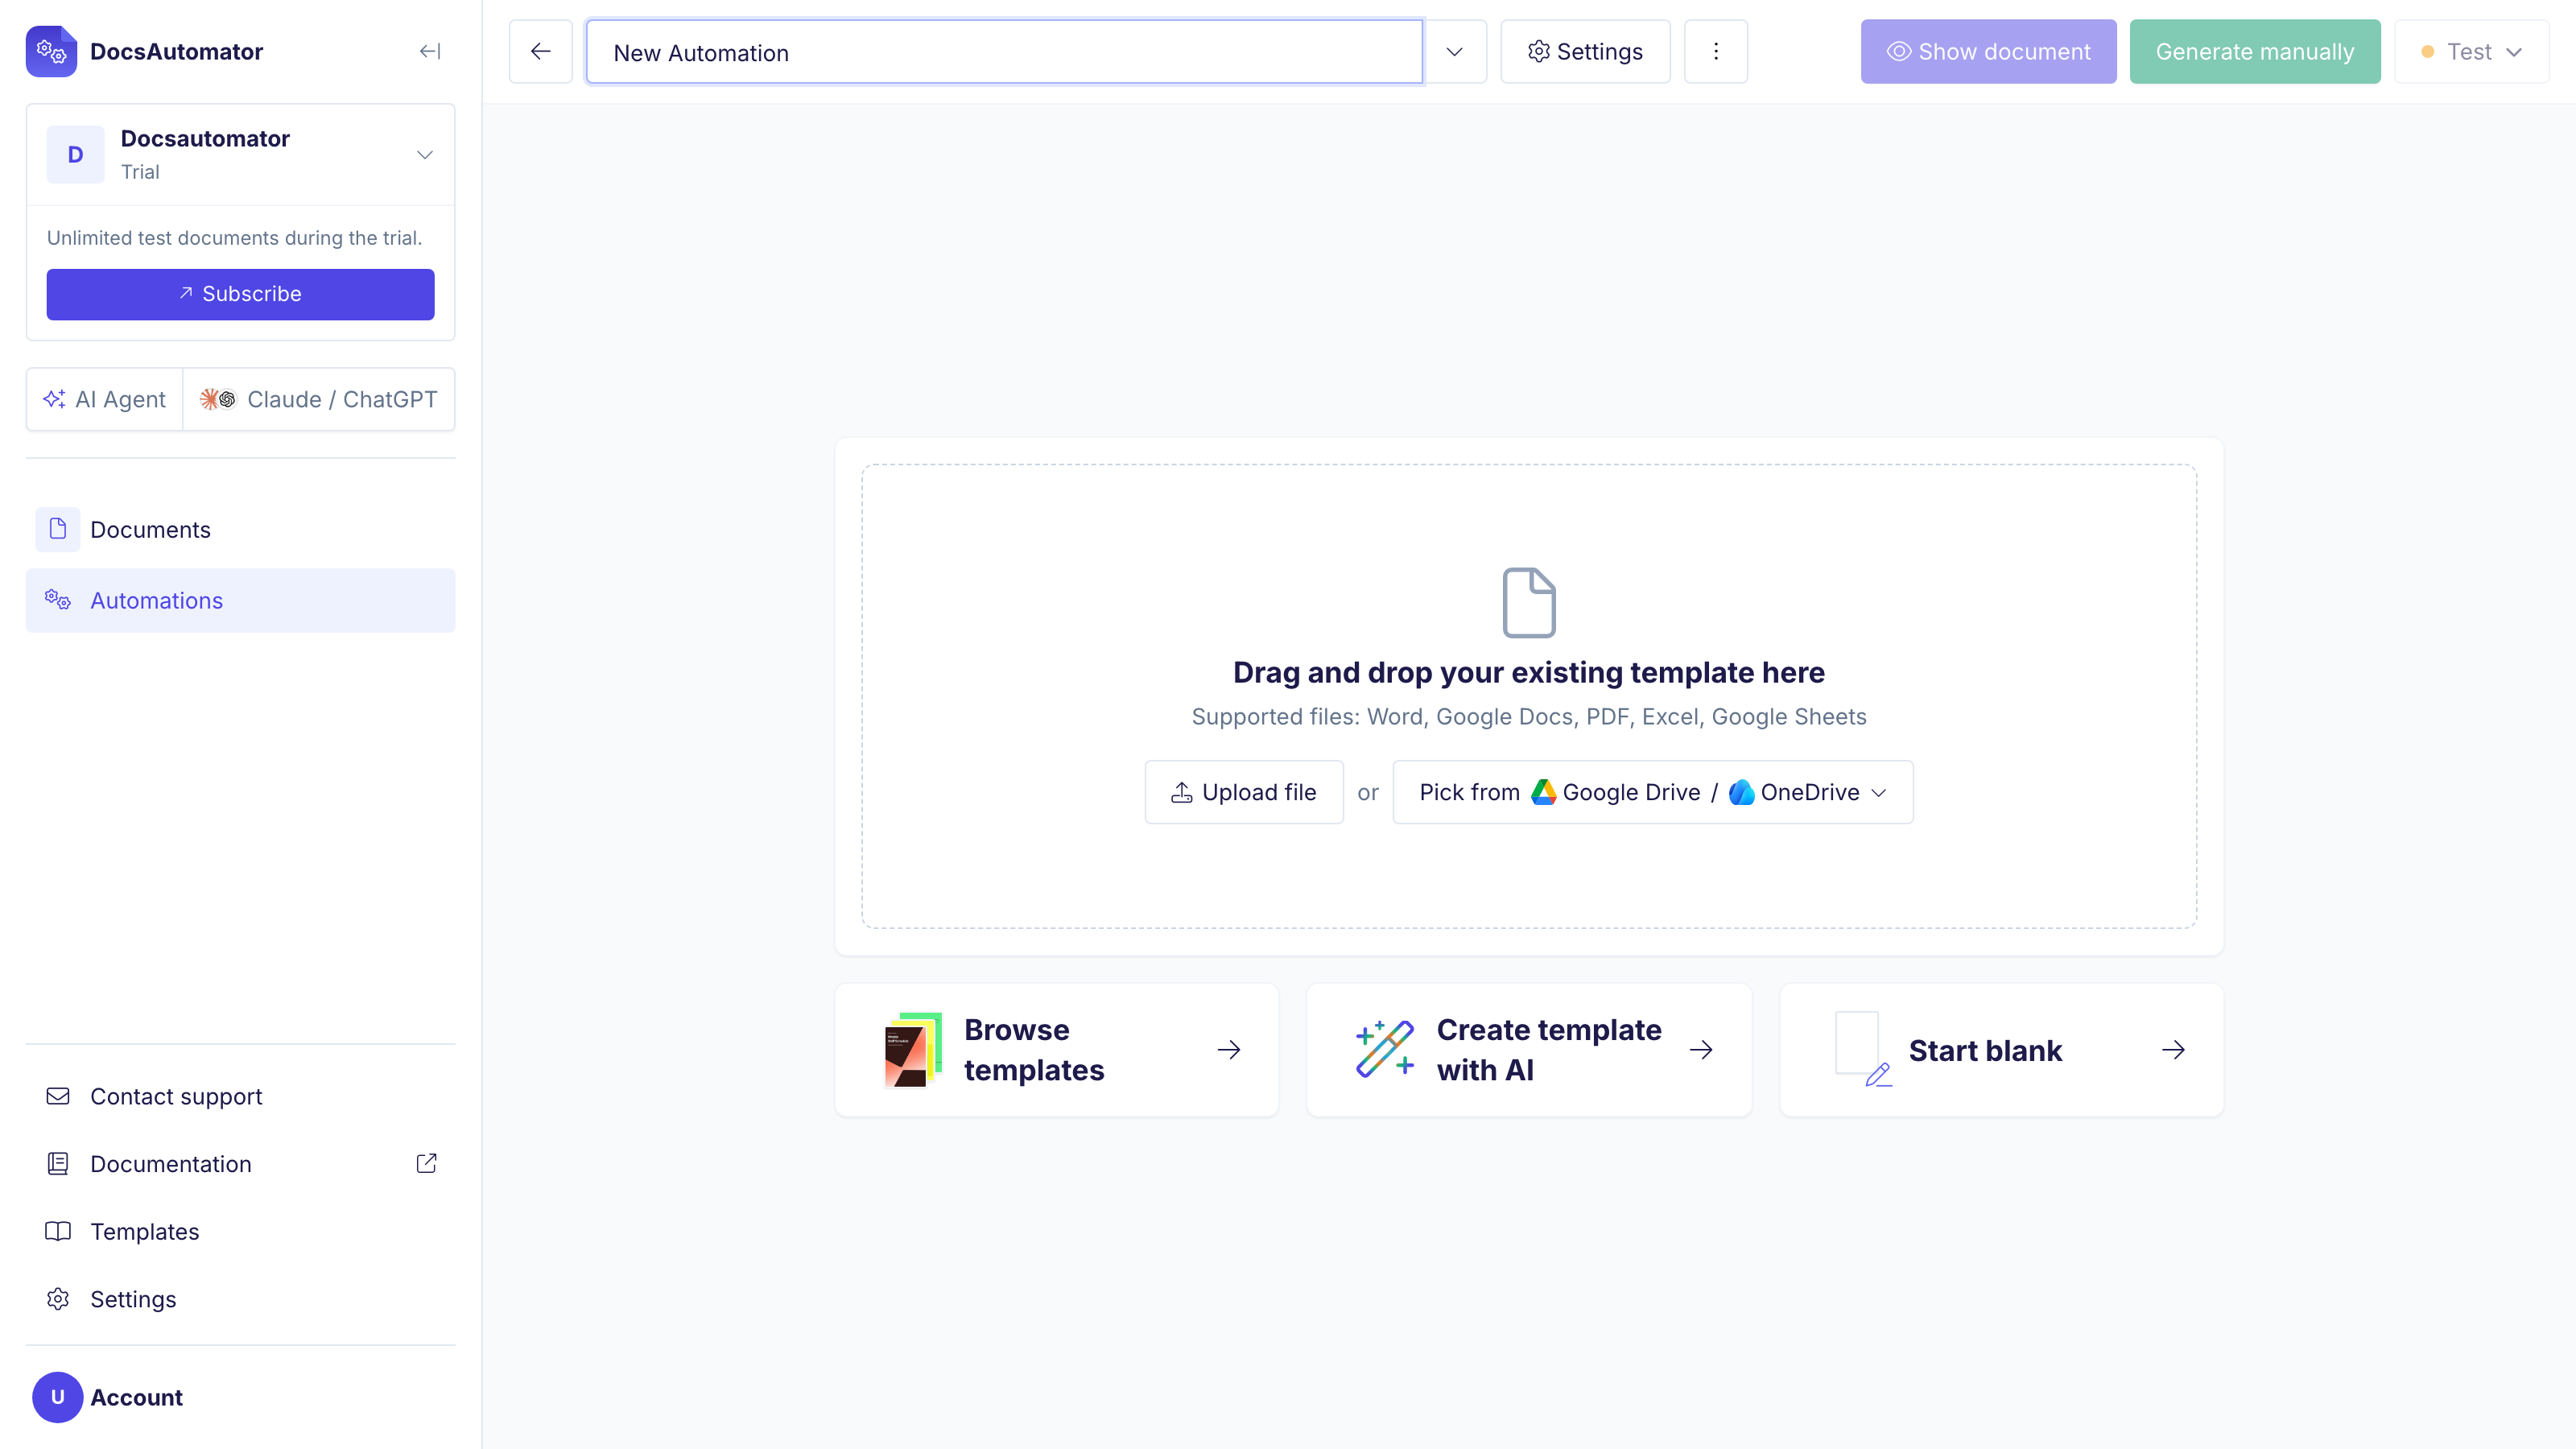 DocsAutomator
New Automation
Settings
Show document
Generate manually
Test
D
Docsautomator
Trial
Unlimited test documents during the trial.
Subscribe
AI Agent
Claude / ChatGPT
Documents
Automations
Drag and drop your existing template here
Supported files: Word, Google Docs, PDF, Excel, Google Sheets
Upload file
or
Pick from Google Drive / OneDrive
Browse
templates
Create template
with AI
Start blank
Contact support
Documentation
Templates
Settings
U
Account